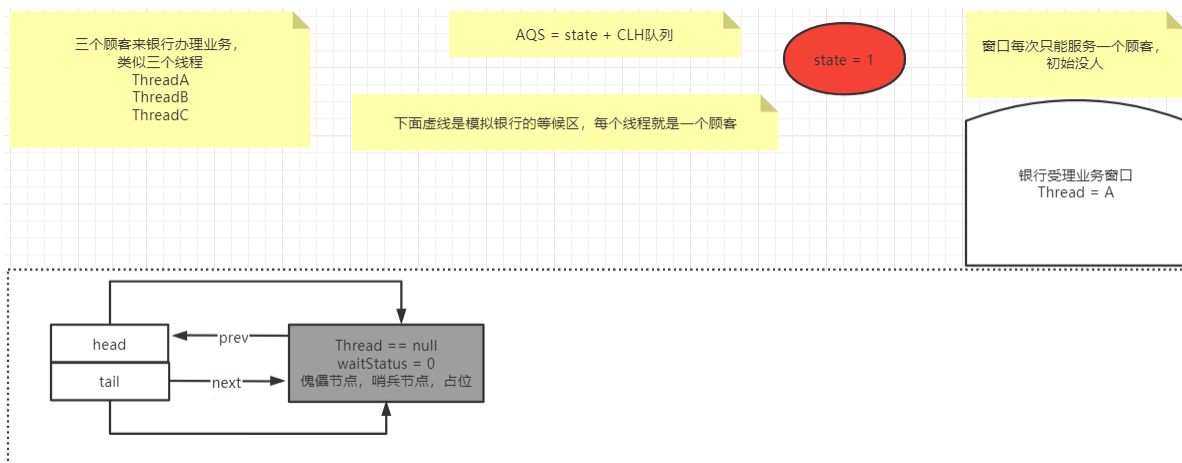 三个顾客来银行办理业务，
类似三个线程
ThreadA
ThreadB
ThreadC
AQS = state + CLH队列
下面虚线是模拟银行的等候区，每个线程就是一个顾客
state = 1
窗口每次只能服务一个顾客，
初始没人
银行受理业务窗口
Thread = A
head
tail
prev
next
Thread == null
waitStatus = 0
傀儡节点，哨兵节点，占位